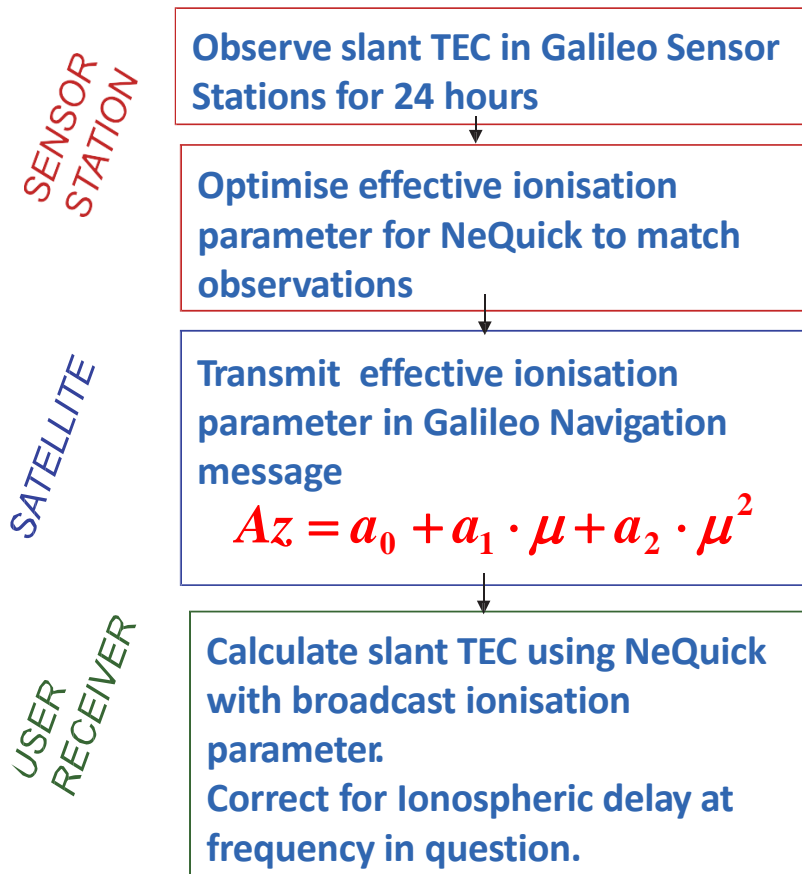 SENSOR
STATION
Observe slant TEC in Galileo Sensor
Stations for 24 hours
Optimise effective ionisation
parameter for NeQuick to match
observations
SATELLITE
Transmit effective ionisation
parameter in Galileo Navigation
message
Az = a₀ + a₁ · μ + a₂ · μ²
USER
RECEIVER
Calculate slant TEC using NeQuick
with broadcast ionisation
parameter.
Correct for Ionospheric delay at
frequency in question.